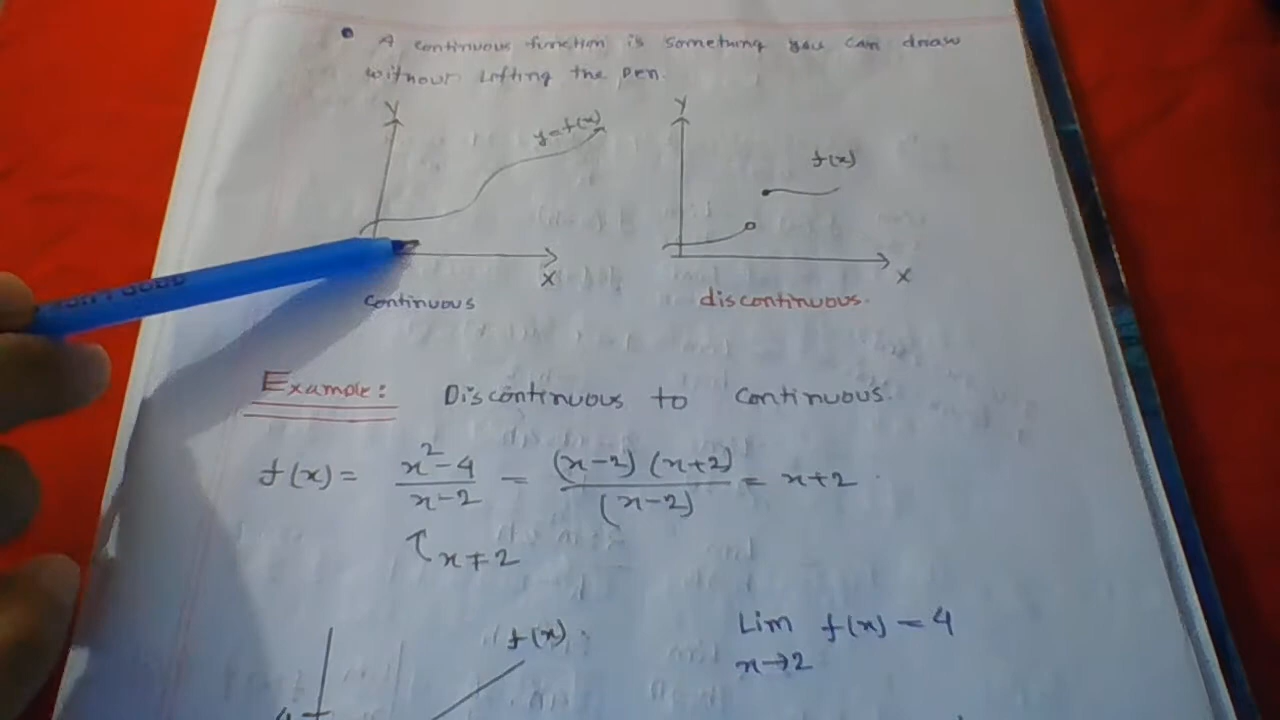 • A continuous function is something you can draw
without lifting the pen.
Y
y=f(x)
X
continuous
Y
f(x)
X
discontinuous.
Example: Discontinuous to continuous.
f(x) = x²-4 / x-2 = (x-2) (x+2) / (x-2) = x+2
x≠2
f(x)
Lim f(x) = 4
x→2
4